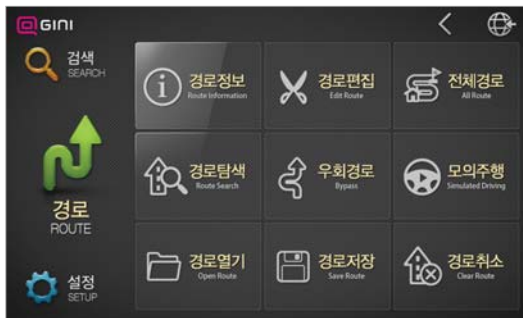 GINI
검색
SEARCH
경로
ROUTE
설정
SETUP
경로정보
Route Information
경로편집
Edit Route
전체경로
All Route
경로탐색
Route Search
우회경로
Bypass
모의주행
Simulated Driving
경로열기
Open Route
경로저장
Save Route
경로취소
Clear Route